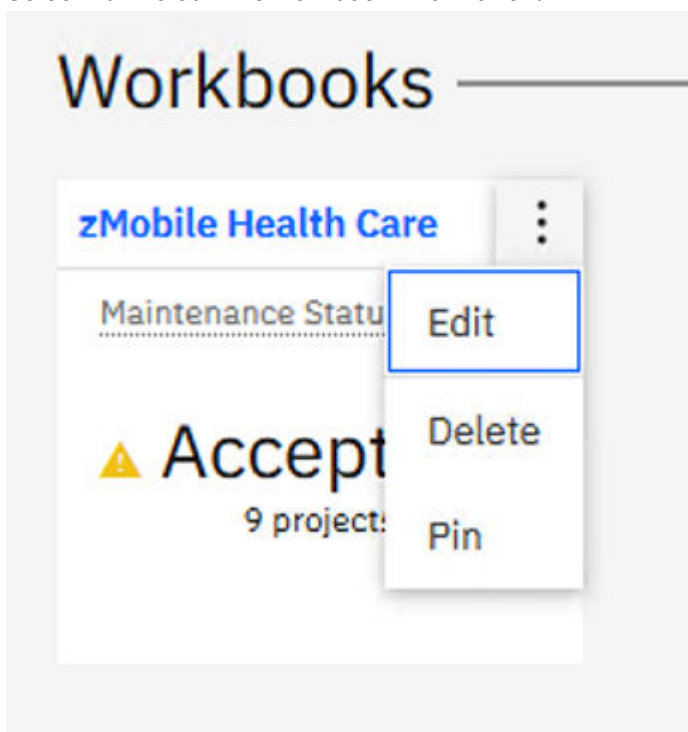 Workbooks
zMobile Health Care
Maintenance Statu
Edit
Delete
Accept
9 project
Pin